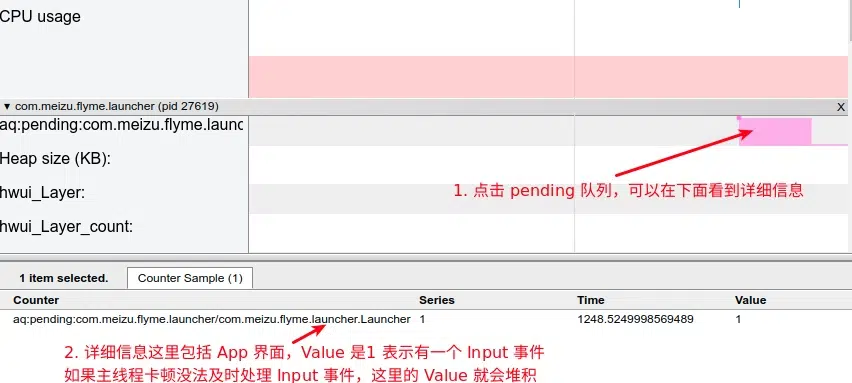 CPU usage
▼ com.meizu.flyme.launcher (pid 27619) X
aq:pending:com.meizu.flyme.launc
Heap size (KB):
hwui_Layer:
1. 点击 pending 队列，可以在下面看到详细信息
hwui_Layer_count:
1 item selected. Counter Sample (1)
Counter Series Time Value
aq:pending:com.meizu.flyme.launcher/com.meizu.flyme.launcher.Launcher 1 1248.5249998569489 1
2. 详细信息这里包括 App 界面，Value 是1 表示有一个 Input 事件
如果主线程卡顿没法及时处理 Input 事件，这里的 Value 就会堆积